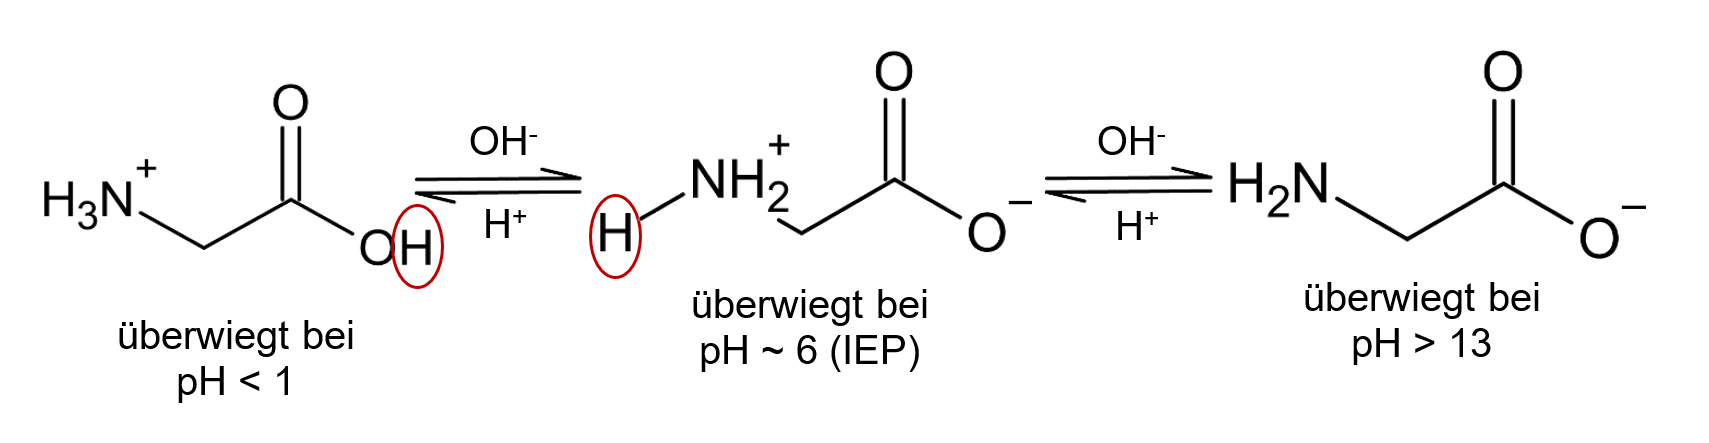 O
H₃N⁺
OH
OH⁻
H⁺
überwiegt bei
pH < 1
O
H
NH₂⁺
O⁻
überwiegt bei
pH ~ 6 (IEP)
OH⁻
H⁺
O
H₂N
O⁻
überwiegt bei
pH > 13